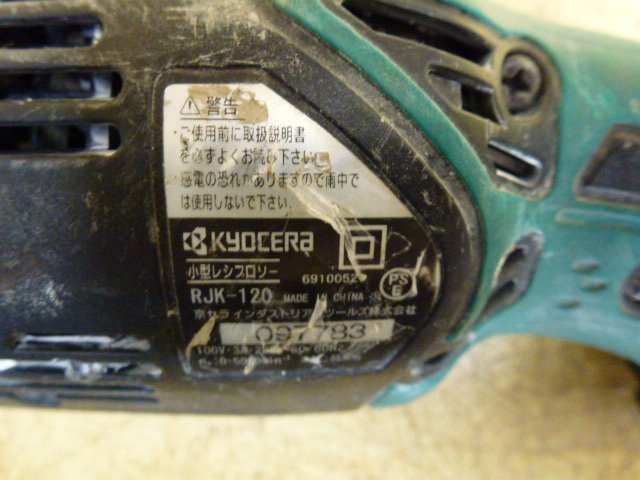 ⚠警告
ご使用前に取扱説明書
を必ずよくお読み下さい。
感電の恐れがありますので雨中で
は使用しないで下さい。
KYOCERA
小型レシプロソー
6910052
RJK-120 MADE IN CHINA
PS
E
京セラインダストリアルツールズ株式会社
097783
100V-3A